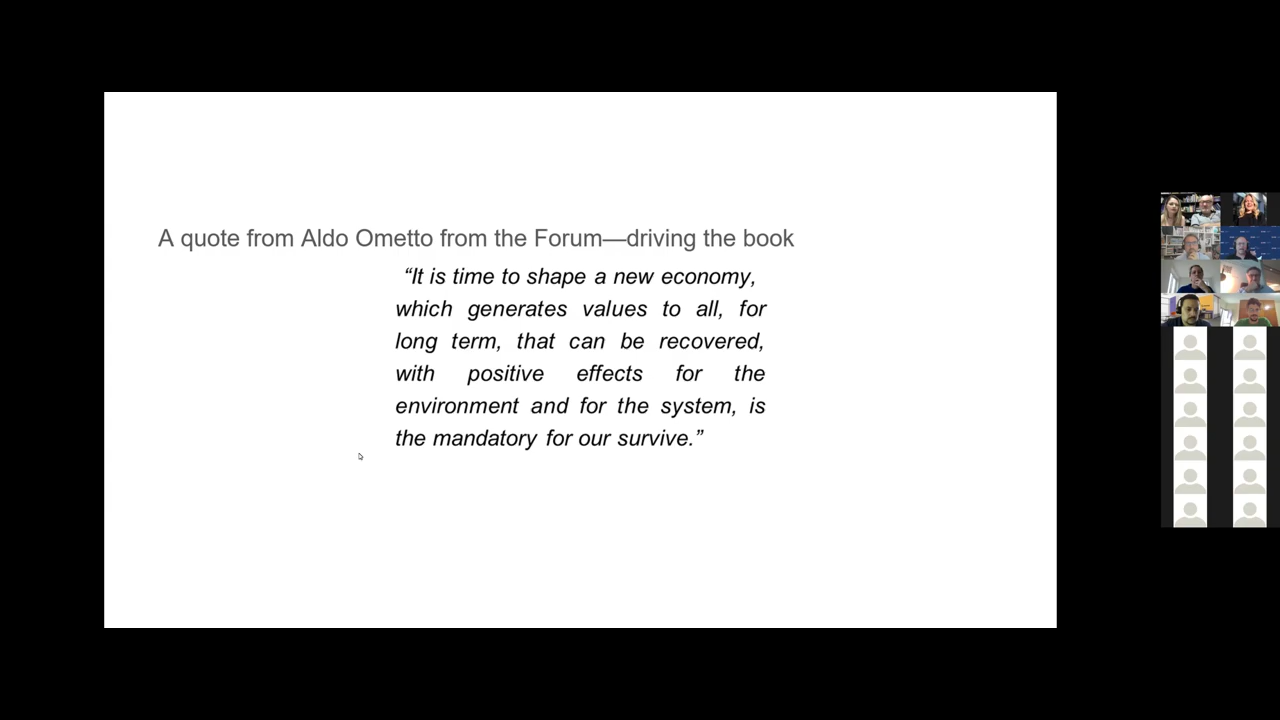 A quote from Aldo Ometto from the Forum—driving the book
“It is time to shape a new economy,
which generates values to all, for
long term, that can be recovered,
with positive effects for the
environment and for the system, is
the mandatory for our survive.”